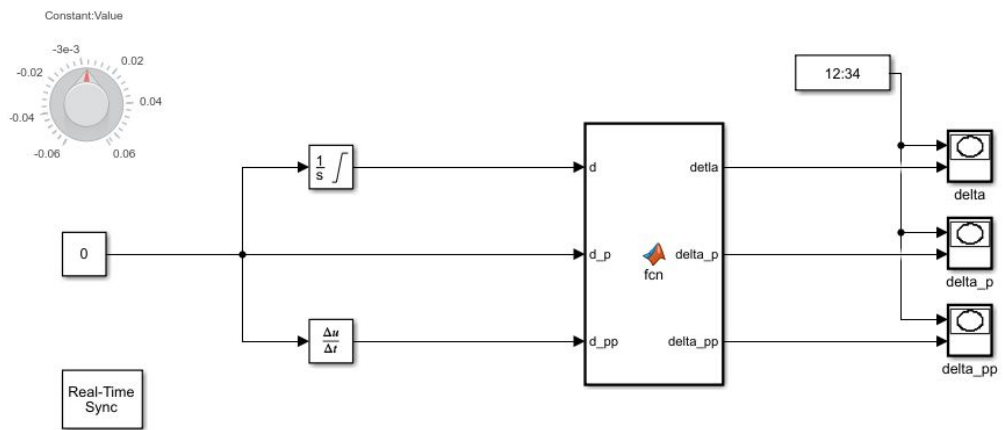 Constant:Value
-3e-3
-0.02
0.02
-0.04
0.04
-0.06
0.06
12:34
1
s
d
detla
delta
0
d_p
fcn
delta_p
delta_p
Δu
Δt
d_pp
delta_pp
delta_pp
Real-Time
Sync